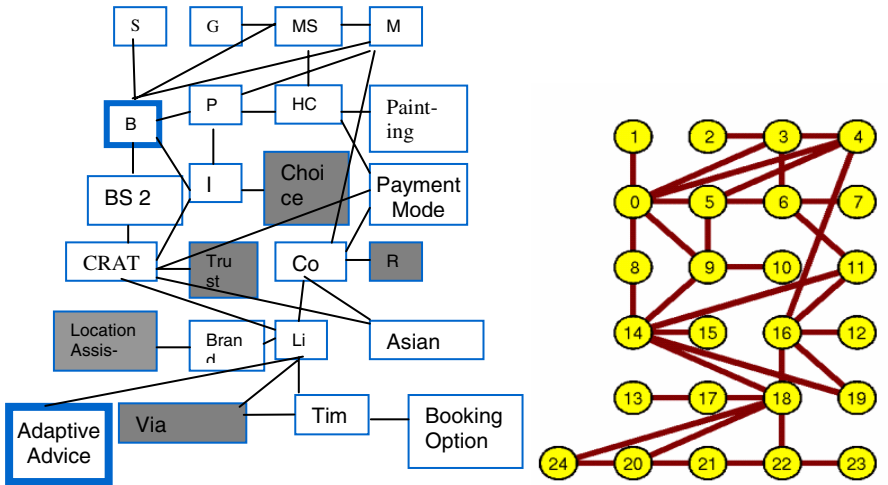 S
G
MS
M
B
P
HC
Paint-
ing
BS 2
I
Choi
ce
Payment
Mode
CRAT
Tru
st
Co
R
Location
Assis-
Bran
d
Li
Asian
Adaptive
Advice
Via
Tim
Booking
Option
1
2
3
4
0
5
6
7
8
9
10
11
14
15
16
12
13
17
18
19
24
20
21
22
23